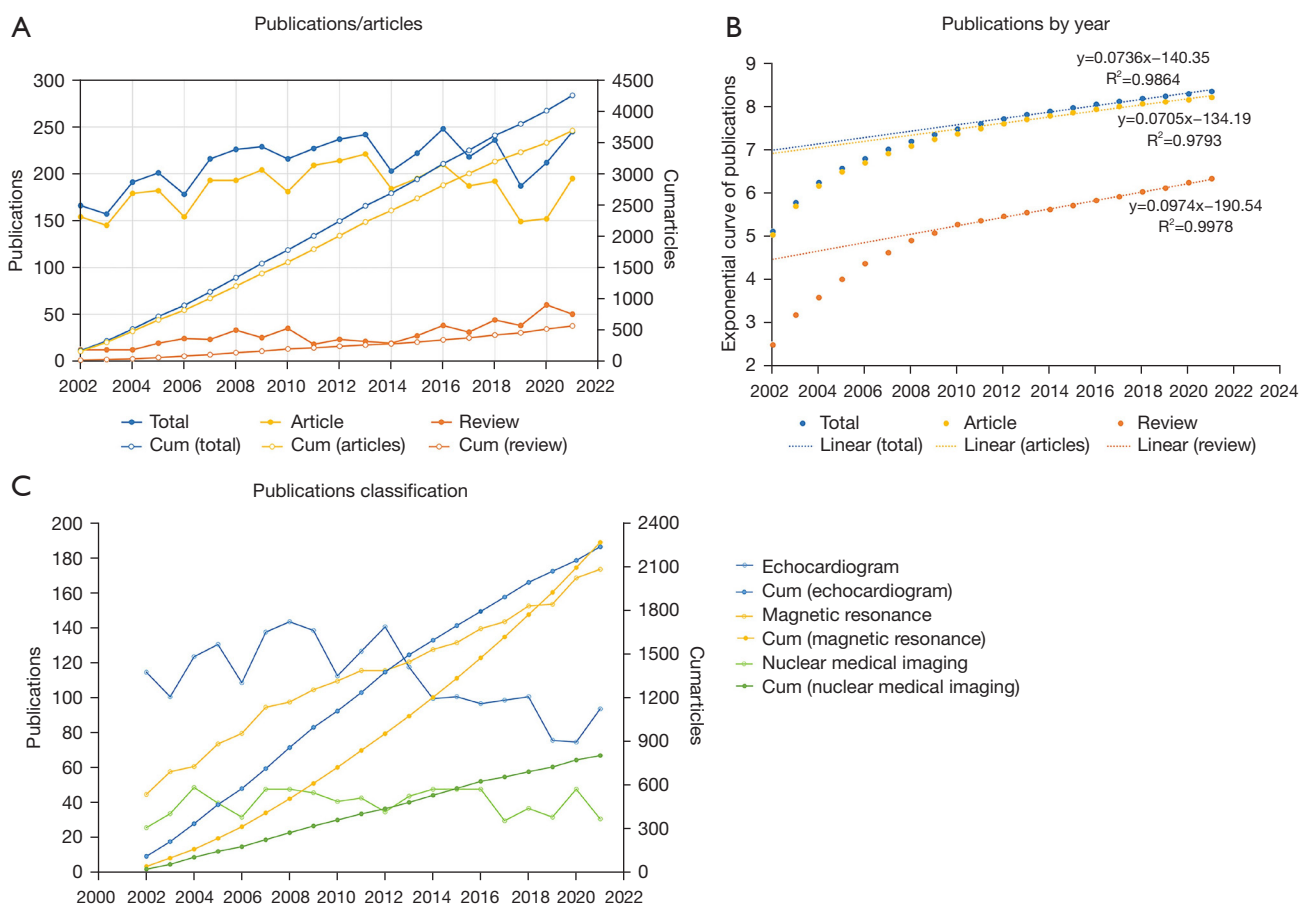 A
Publications/articles
300
250
200
150
100
50
0
Publications
4500
4000
3500
3000
2500
2000
1500
1000
500
0
Cumarticles
2002 2004 2006 2008 2010 2012 2014 2016 2018 2020 2022
Total Article Review
Cum (total) Cum (articles) Cum (review)
B
Publications by year
9
8
7
6
5
4
3
2
Exponential curve of publications
y=0.0736x−140.35
R²=0.9864
y=0.0705x−134.19
R²=0.9793
y=0.0974x−190.54
R²=0.9978
2002 2004 2006 2008 2010 2012 2014 2016 2018 2020 2022 2024
Total Article Review
Linear (total) Linear (articles) Linear (review)
C
Publications classification
200
180
160
140
120
100
80
60
40
20
0
Publications
2400
2100
1800
1500
1200
900
600
300
0
Cumarticles
2000 2002 2004 2006 2008 2010 2012 2014 2016 2018 2020 2022
Echocardiogram
Cum (echocardiogram)
Magnetic resonance
Cum (magnetic resonance)
Nuclear medical imaging
Cum (nuclear medical imaging)